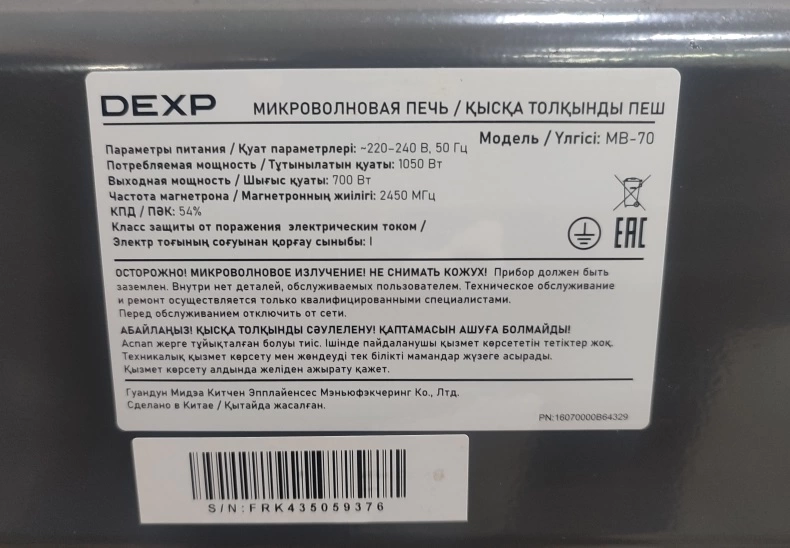 DEXP МИКРОВОЛНОВАЯ ПЕЧЬ / ҚЫСҚА ТОЛҚЫНДЫ ПЕШ
Модель / Үлгісі: MB-70
Параметры питания / Қуат параметрлері: ~220-240 В, 50 Гц
Потребляемая мощность / Тұтынылатын қуаты: 1050 Вт
Выходная мощность / Шығыс қуаты: 700 Вт
Частота магнетрона / Магнетронның жиілігі: 2450 МГц
КПД / ПӘК: 54%
Класс защиты от поражения электрическим током /
Электр тогының соғуынан қорғау сыныбы: I
EAC
ОСТОРОЖНО! МИКРОВОЛНОВОЕ ИЗЛУЧЕНИЕ! НЕ СНИМАТЬ КОЖУХ! Прибор должен быть
заземлен. Внутри нет деталей, обслуживаемых пользователем. Техническое обслуживание
и ремонт осуществляется только квалифицированными специалистами.
Перед обслуживанием отключить от сети.
АБАЙЛАҢЫЗ! ҚЫСҚА ТОЛҚЫНДЫ СӘУЛЕЛЕНУ! ҚАПТАМАСЫН АШУҒА БОЛМАЙДЫ!
Аспап жерге тұйықталған болуы тиіс. Ішінде пайдаланушы қызмет көрсететін тетіктер жоқ.
Техникалық қызмет көрсету мен жөндеуді тек білікті мамандар жүзеге асырады.
Қызмет көрсету алдында желіден ажырату қажет.
Гуандун Мидэа Китчен Эпплайенсес Мэньюфэкчеринг Ко., Лтд.
Сделано в Китае / Қытайда жасалған.
PN:16070000B64329
S/N:FRK435059376